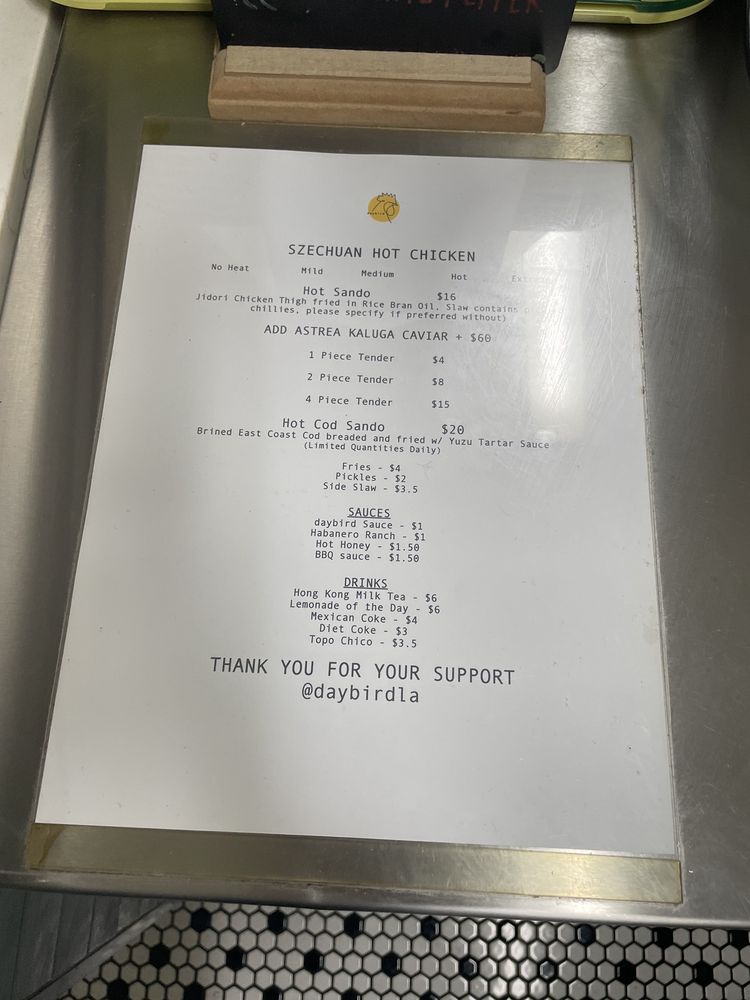 SZECHUAN HOT CHICKEN
No Heat Mild Medium Hot
Hot Sando $16
Jidori Chicken Thigh fried in Rice Bran Oil. Slaw contains
chillies, please specify if preferred without)
ADD ASTREA KALUGA CAVIAR + $60
1 Piece Tender $4
2 Piece Tender $8
4 Piece Tender $15
Hot Cod Sando $20
Brined East Coast Cod breaded and fried w/ Yuzu Tartar Sauce
(Limited Quantities Daily)
Fries - $4
Pickles - $2
Side Slaw - $3.5
SAUCES
daybird Sauce - $1
Habanero Ranch - $1
Hot Honey - $1.50
BBQ sauce - $1.50
DRINKS
Hong Kong Milk Tea - $6
Lemonade of the Day - $6
Mexican Coke - $4
Diet Coke - $3
Topo Chico - $3.5
THANK YOU FOR YOUR SUPPORT
@daybirdla